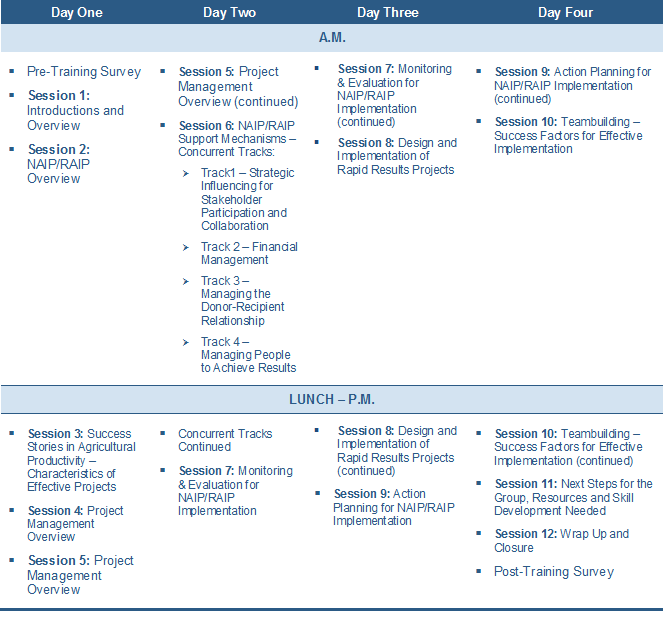 Day One
Day Two
Day Three
Day Four
A.M.
▪ Pre-Training Survey
▪ Session 1:
Introductions and
Overview
▪ Session 2:
NAIP/RAIP
Overview
▪ Session 5: Project
Management
Overview (continued)
▪ Session 6: NAIP/RAIP
Support Mechanisms –
Concurrent Tracks:
➢ Track1 – Strategic
Influencing for
Stakeholder
Participation and
Collaboration
➢ Track 2 – Financial
Management
➢ Track 3 –
Managing the
Donor-Recipient
Relationship
➢ Track 4 –
Managing People
to Achieve Results
▪ Session 7: Monitoring
& Evaluation for
NAIP/RAIP
Implementation
(continued)
▪ Session 8: Design and
Implementation of
Rapid Results Projects
▪ Session 9: Action Planning for
NAIP/RAIP Implementation
(continued)
▪ Session 10: Teambuilding –
Success Factors for Effective
Implementation
LUNCH – P.M.
▪ Session 3: Success
Stories in Agricultural
Productivity –
Characteristics of
Effective Projects
▪ Session 4: Project
Management
Overview
▪ Session 5: Project
Management
Overview
▪ Concurrent Tracks
Continued
▪ Session 7: Monitoring
& Evaluation for
NAIP/RAIP
Implementation
▪ Session 8: Design and
Implementation of
Rapid Results Projects
(continued)
▪ Session 9: Action
Planning for NAIP/RAIP
Implementation
▪ Session 10: Teambuilding –
Success Factors for Effective
Implementation (continued)
▪ Session 11: Next Steps for the
Group, Resources and Skill
Development Needed
▪ Session 12: Wrap Up and
Closure
▪ Post-Training Survey